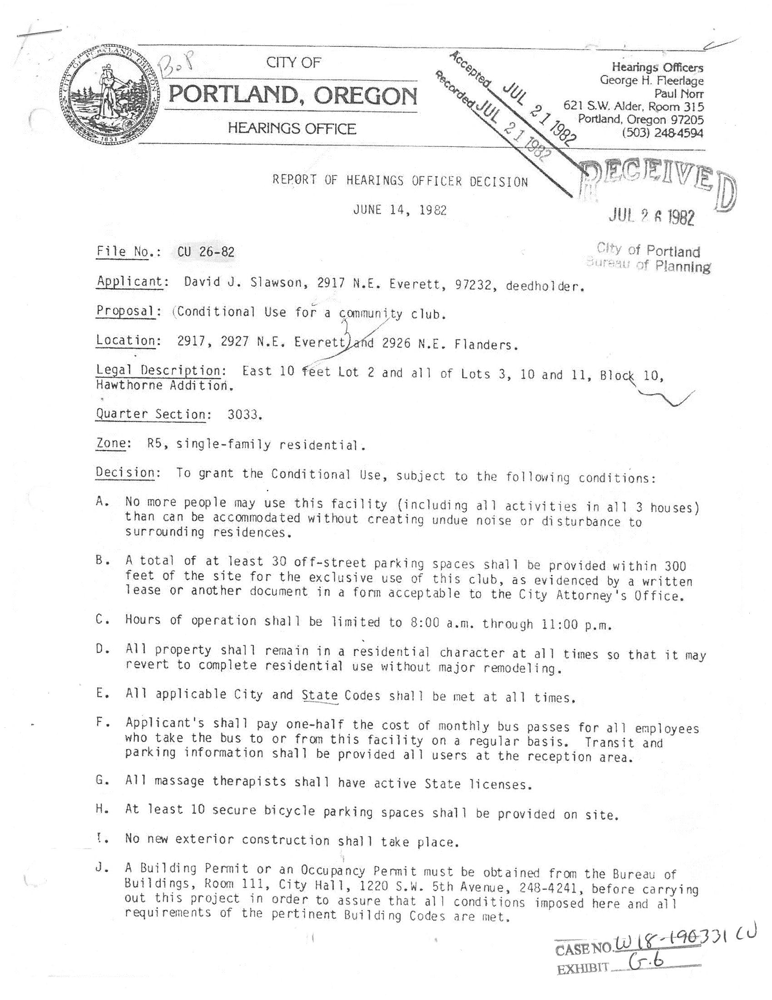 B.P
CITY OF
PORTLAND, OREGON
HEARINGS OFFICE
CITY OF PORTLAND, OREGON
1851
Accepted JUL 21 1982
Recorded JUL 21 1982
Hearings Officers
George H. Fleerlage
Paul Norr
621 S.W. Alder, Room 315
Portland, Oregon 97205
(503) 248-4594
RECEIVED
JUL 26 1982
City of Portland
Bureau of Planning
REPORT OF HEARINGS OFFICER DECISION
JUNE 14, 1982
File No.: CU 26-82
Applicant: David J. Slawson, 2917 N.E. Everett, 97232, deedholder.
Proposal: (Conditional Use for a community club.
Location: 2917, 2927 N.E. Everett) and 2926 N.E. Flanders.
Legal Description: East 10 feet Lot 2 and all of Lots 3, 10 and 11, Block 10,
Hawthorne Addition.
Quarter Section: 3033.
Zone: R5, single-family residential.
Decision: To grant the Conditional Use, subject to the following conditions:
A. No more people may use this facility (including all activities in all 3 houses)
than can be accommodated without creating undue noise or disturbance to
surrounding residences.
B. A total of at least 30 off-street parking spaces shall be provided within 300
feet of the site for the exclusive use of this club, as evidenced by a written
lease or another document in a form acceptable to the City Attorney's Office.
C. Hours of operation shall be limited to 8:00 a.m. through 11:00 p.m.
D. All property shall remain in a residential character at all times so that it may
revert to complete residential use without major remodeling.
E. All applicable City and State Codes shall be met at all times.
F. Applicant's shall pay one-half the cost of monthly bus passes for all employees
who take the bus to or from this facility on a regular basis. Transit and
parking information shall be provided all users at the reception area.
G. All massage therapists shall have active State licenses.
H. At least 10 secure bicycle parking spaces shall be provided on site.
I. No new exterior construction shall take place.
J. A Building Permit or an Occupancy Permit must be obtained from the Bureau of
Buildings, Room 111, City Hall, 1220 S.W. 5th Avenue, 248-4241, before carrying
out this project in order to assure that all conditions imposed here and all
requirements of the pertinent Building Codes are met.
CASE NO. LU 18-190331 CU
EXHIBIT G.6